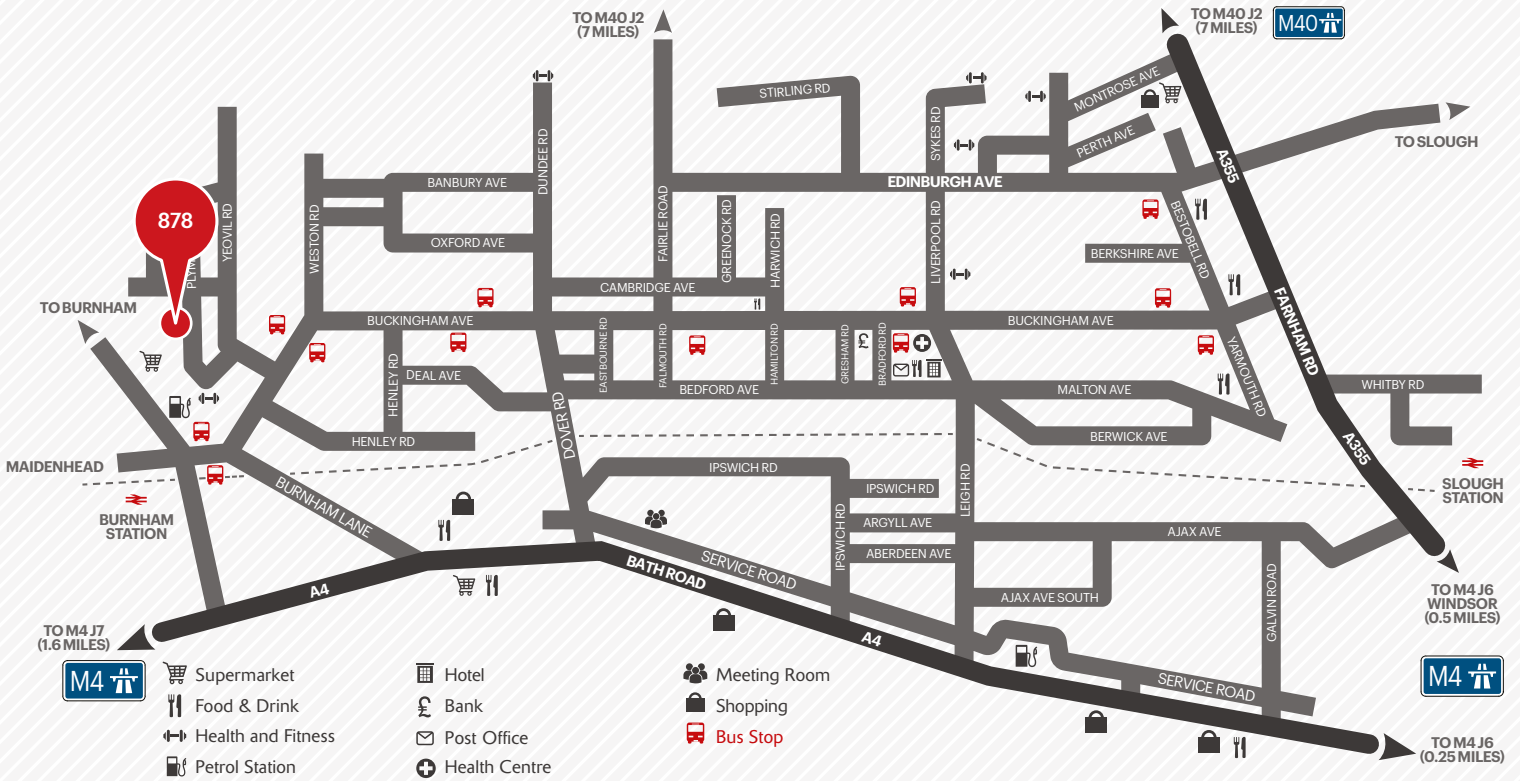 TO M40 J2
(7 MILES)
TO M40 J2
(7 MILES)
M40
STIRLING RD
MONTROSE AVE
PERTH AVE
SYKES RD
DUNDEE RD
A355
TO SLOUGH
BANBURY AVE
EDINBURGH AVE
878
YEOVIL RD
WESTON RD
OXFORD AVE
FAIRLIE ROAD
GREENOCK RD
HARWICH RD
LIVERPOOL RD
BESTOBELL RD
BERKSHIRE AVE
PLYM
CAMBRIDGE AVE
TO BURNHAM
BUCKINGHAM AVE
BUCKINGHAM AVE
FARNHAM RD
EASTBOURNE RD
FALMOUTH RD
HAMILTON RD
GRESHAM RD
BRADFORD RD
YARMOUTH RD
HENLEY RD
DEAL AVE
BEDFORD AVE
MALTON AVE
WHITBY RD
DOVER RD
HENLEY RD
BERWICK AVE
A355
MAIDENHEAD
IPSWICH RD
IPSWICH RD
LEIGH RD
SLOUGH
STATION
BURNHAM
STATION
BURNHAM LANE
IPSWICH RD
ARGYLL AVE
AJAX AVE
ABERDEEN AVE
SERVICE ROAD
BATH ROAD
A4
AJAX AVE SOUTH
GALVIN ROAD
TO M4 J6
WINDSOR
(0.5 MILES)
TO M4 J7
(1.6 MILES)
A4
M4
M4
SERVICE ROAD
Supermarket
Food & Drink
Health and Fitness
Petrol Station
Hotel
£ Bank
Post Office
Health Centre
Meeting Room
Shopping
Bus Stop
TO M4 J6
(0.25 MILES)